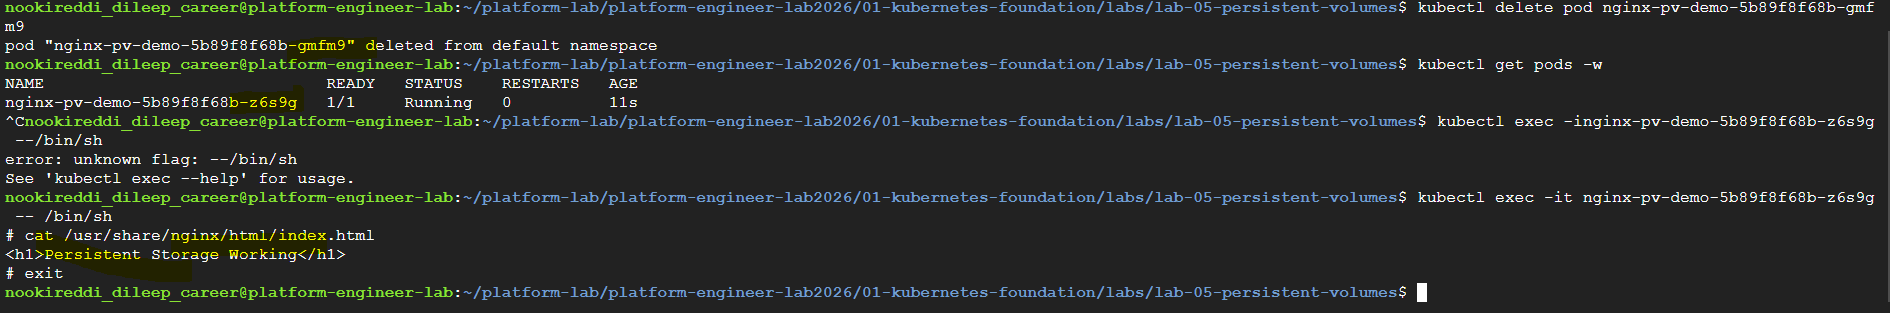 nookireddi_dileep_career@platform-engineer-lab:~/platform-lab/platform-engineer-lab2026/01-kubernetes-foundation/labs/lab-05-persistent-volumes$ kubectl delete pod nginx-pv-demo-5b89f8f68b-gmf
m9
pod "nginx-pv-demo-5b89f8f68b-gmfm9" deleted from default namespace
nookireddi_dileep_career@platform-engineer-lab:~/platform-lab/platform-engineer-lab2026/01-kubernetes-foundation/labs/lab-05-persistent-volumes$ kubectl get pods -w
NAME                             READY   STATUS    RESTARTS   AGE
nginx-pv-demo-5b89f8f68b-z6s9g   1/1     Running   0          11s
^Cnookireddi_dileep_career@platform-engineer-lab:~/platform-lab/platform-engineer-lab2026/01-kubernetes-foundation/labs/lab-05-persistent-volumes$ kubectl exec -inginx-pv-demo-5b89f8f68b-z6s9g
 --/bin/sh
error: unknown flag: --/bin/sh
See 'kubectl exec --help' for usage.
nookireddi_dileep_career@platform-engineer-lab:~/platform-lab/platform-engineer-lab2026/01-kubernetes-foundation/labs/lab-05-persistent-volumes$ kubectl exec -it nginx-pv-demo-5b89f8f68b-z6s9g
 -- /bin/sh
# cat /usr/share/nginx/html/index.html
<h1>Persistent Storage Working</h1>
# exit
nookireddi_dileep_career@platform-engineer-lab:~/platform-lab/platform-engineer-lab2026/01-kubernetes-foundation/labs/lab-05-persistent-volumes$